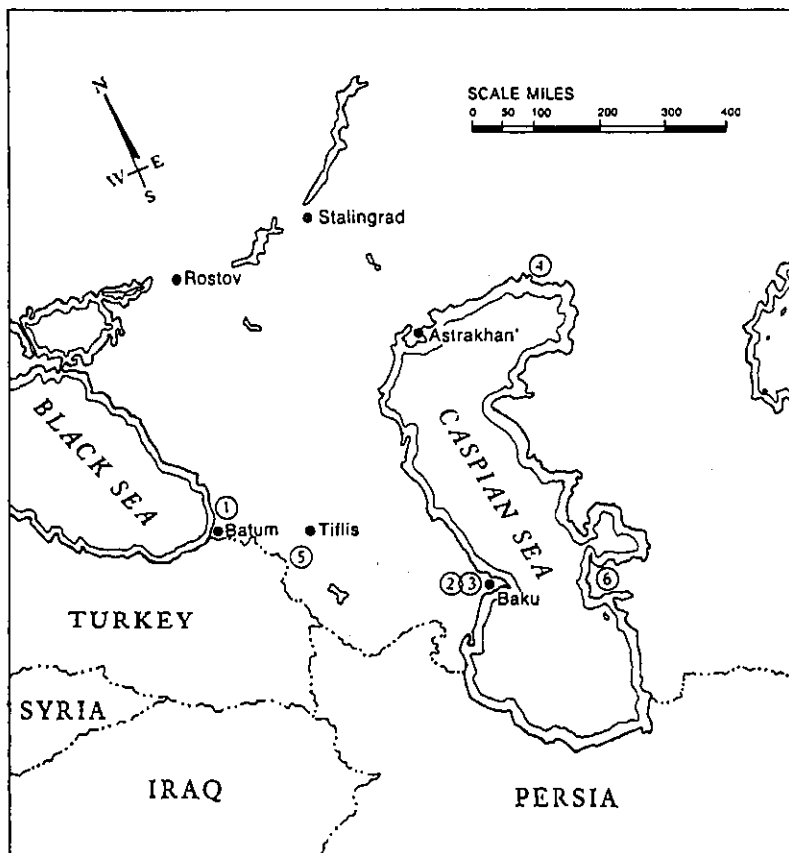 SCALE MILES
0 50 100 200 300 400
N
W E
S
Stalingrad
Rostov
4
Astrakhan'
BLACK SEA
CASPIAN SEA
1
Batum
Tiflis
5
2 3
6
Baku
TURKEY
SYRIA
IRAQ
PERSIA